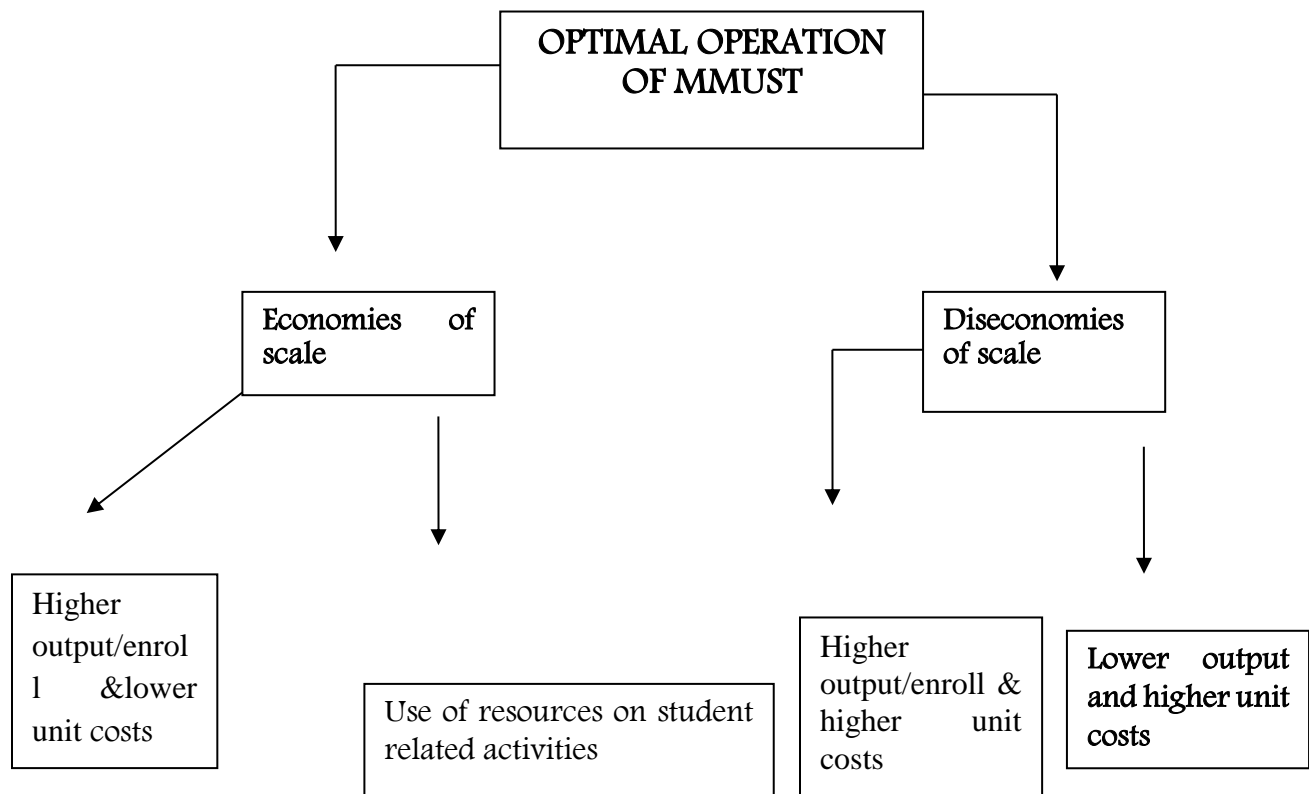 OPTIMAL OPERATION
OF MMUST
Economies of
scale
Diseconomies
of scale
Higher
output/enrol
l &lower
unit costs
Use of resources on student
related activities
Higher
output/enroll &
higher unit
costs
Lower output
and higher unit
costs